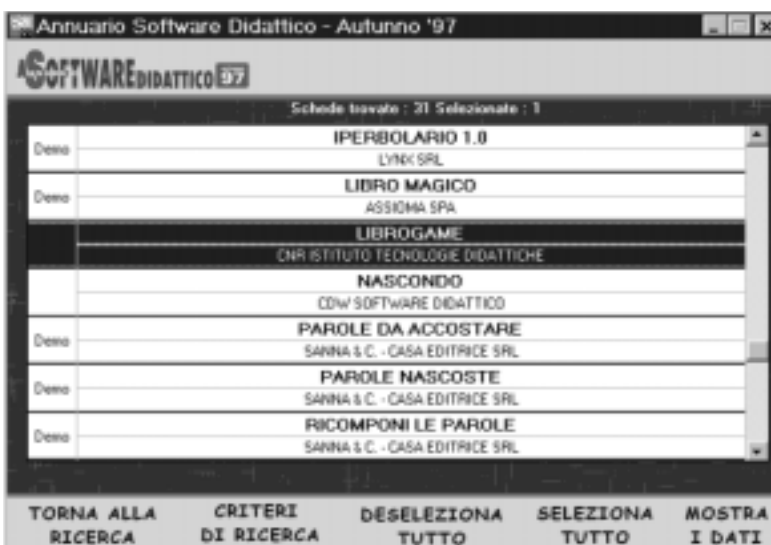 Annuario Software Didattico - Autunno '97
SOFTWARE DIDATTICO 97
Schede trovate : 31 Selezionate : 1
Demo
IPERBOLARIO 1.0
LYNX SRL
Demo
LIBRO MAGICO
ASSIOMA SPA
LIBROGAME
CNR ISTITUTO TECNOLOGIE DIDATTICHE
NASCONDO
CDW SOFTWARE DIDATTICO
Demo
PAROLE DA ACCOSTARE
SANNA & C. - CASA EDITRICE SRL
Demo
PAROLE NASCOSTE
SANNA & C. - CASA EDITRICE SRL
Demo
RICOMPONI LE PAROLE
SANNA & C. - CASA EDITRICE SRL
TORNA ALLA
RICERCA
CRITERI
DI RICERCA
DESELEZIONA
TUTTO
SELEZIONA
TUTTO
MOSTRA
I DATI